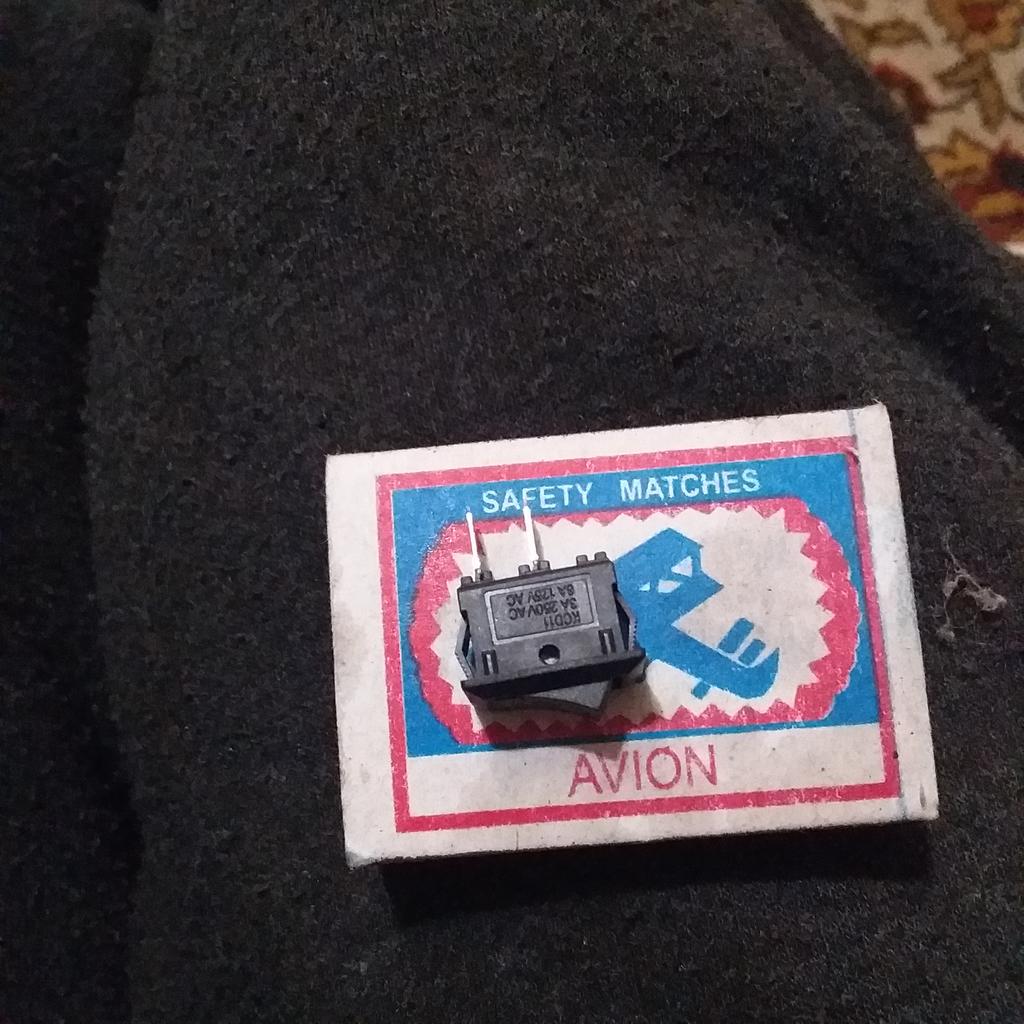 SAFETY MATCHES
KCD11
3A 250V AC
6A 125V AC
AVION